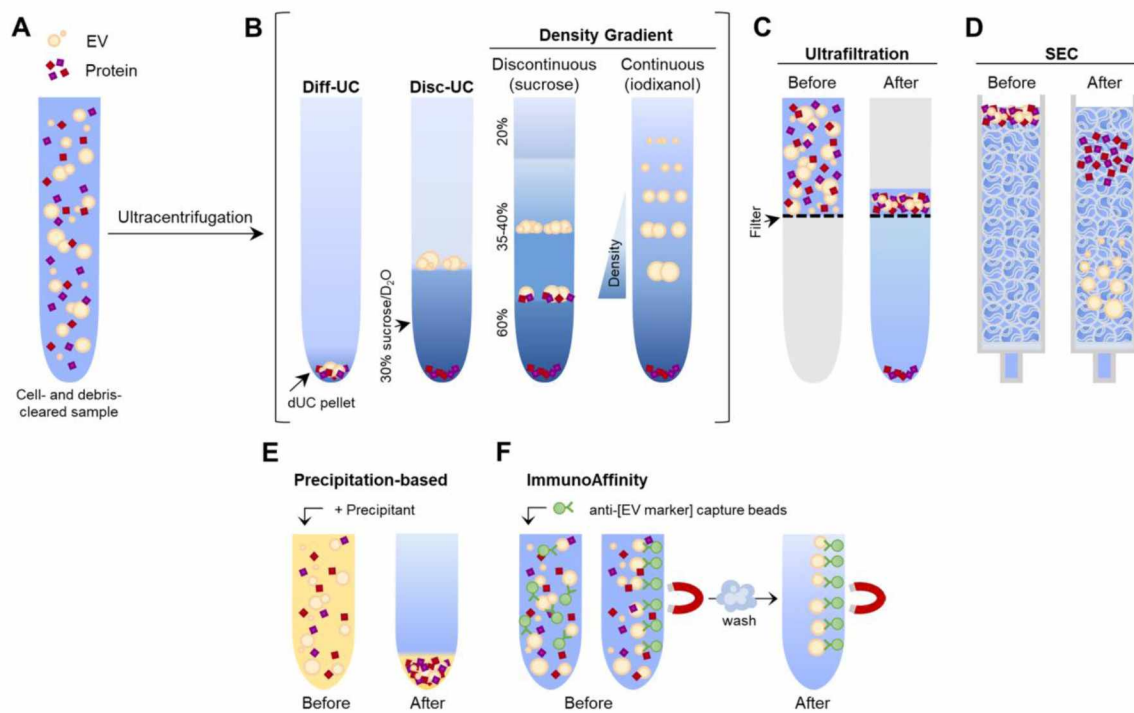 A
EV
Protein
Ultracentrifugation
Cell- and debris-
cleared sample
B
Diff-UC
dUC pellet
Disc-UC
30% sucrose/D₂O
Density Gradient
Discontinuous
(sucrose)
20%
35-40%
60%
Continuous
(iodixanol)
Density
C
Ultrafiltration
Before
After
Filter
D
SEC
Before
After
E
Precipitation-based
+ Precipitant
Before
After
F
ImmunoAffinity
anti-[EV marker] capture beads
wash
Before
After